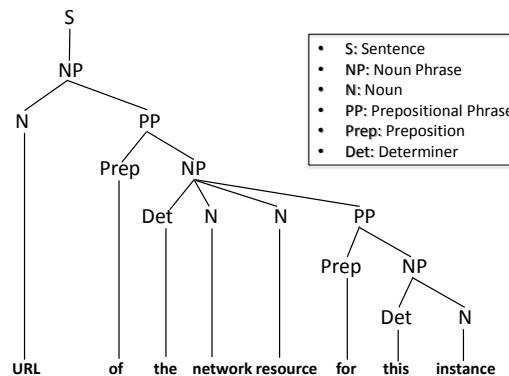 S
NP
N PP
Prep NP
Det N N PP
Prep NP
Det N
URL of the network resource for this instance
• S: Sentence
• NP: Noun Phrase
• N: Noun
• PP: Prepositional Phrase
• Prep: Preposition
• Det: Determiner